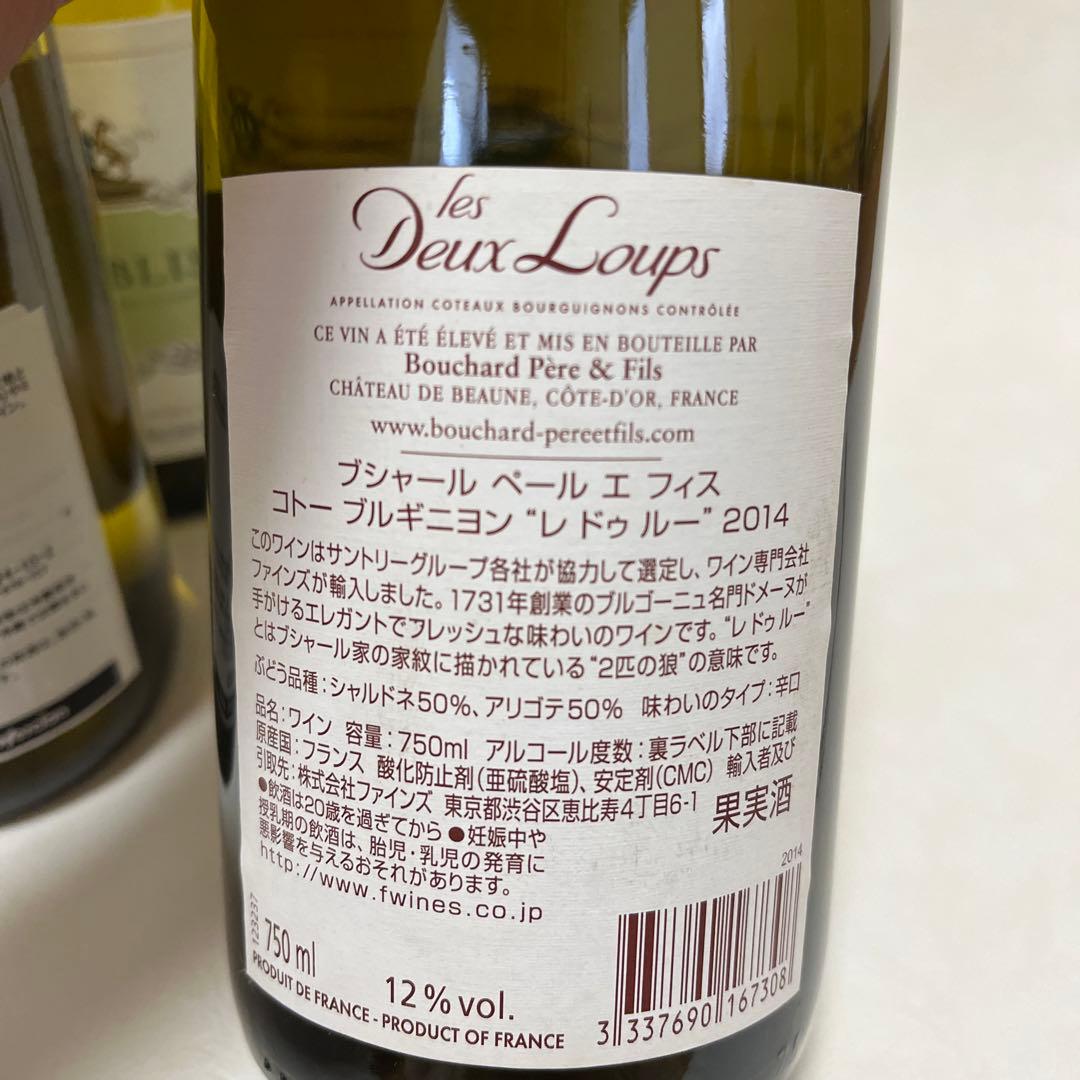 les
Deux Loups
APPELLATION COTEAUX BOURGUIGNONS CONTRÔLÉE
CE VIN A ÉTÉ ÉLEVÉ ET MIS EN BOUTEILLE PAR
Bouchard Père & Fils
CHÂTEAU DE BEAUNE, CÔTE-D'OR, FRANCE
www.bouchard-pereetfils.com
ブシャール ペール エ フィス
コトー ブルギニヨン “レ ドゥ ルー” 2014
このワインはサントリーグループ各社が協力して選定し、ワイン専門会社
ファインズが輸入しました。1731年創業のブルゴーニュ名門ドメーヌが
手がけるエレガントでフレッシュな味わいのワインです。“レ ドゥ ルー”
とはブシャール家の家紋に描かれている“2匹の狼”の意味です。
ぶどう品種:シャルドネ50%、アリゴテ50% 味わいのタイプ:辛口
品名:ワイン 容量:750ml アルコール度数:裏ラベル下部に記載
原産国:フランス 酸化防止剤(亜硫酸塩)、安定剤(CMC) 輸入者及び
引取先:株式会社ファインズ 東京都渋谷区恵比寿4丁目6-1
●飲酒は20歳を過ぎてから ●妊娠中や
授乳期の飲酒は、胎児・乳児の発育に
悪影響を与えるおそれがあります。
果実酒
http://www.fwines.co.jp
2014
123237
750 ml
12 % vol.
PRODUIT DE FRANCE - PRODUCT OF FRANCE
3 337690 167308